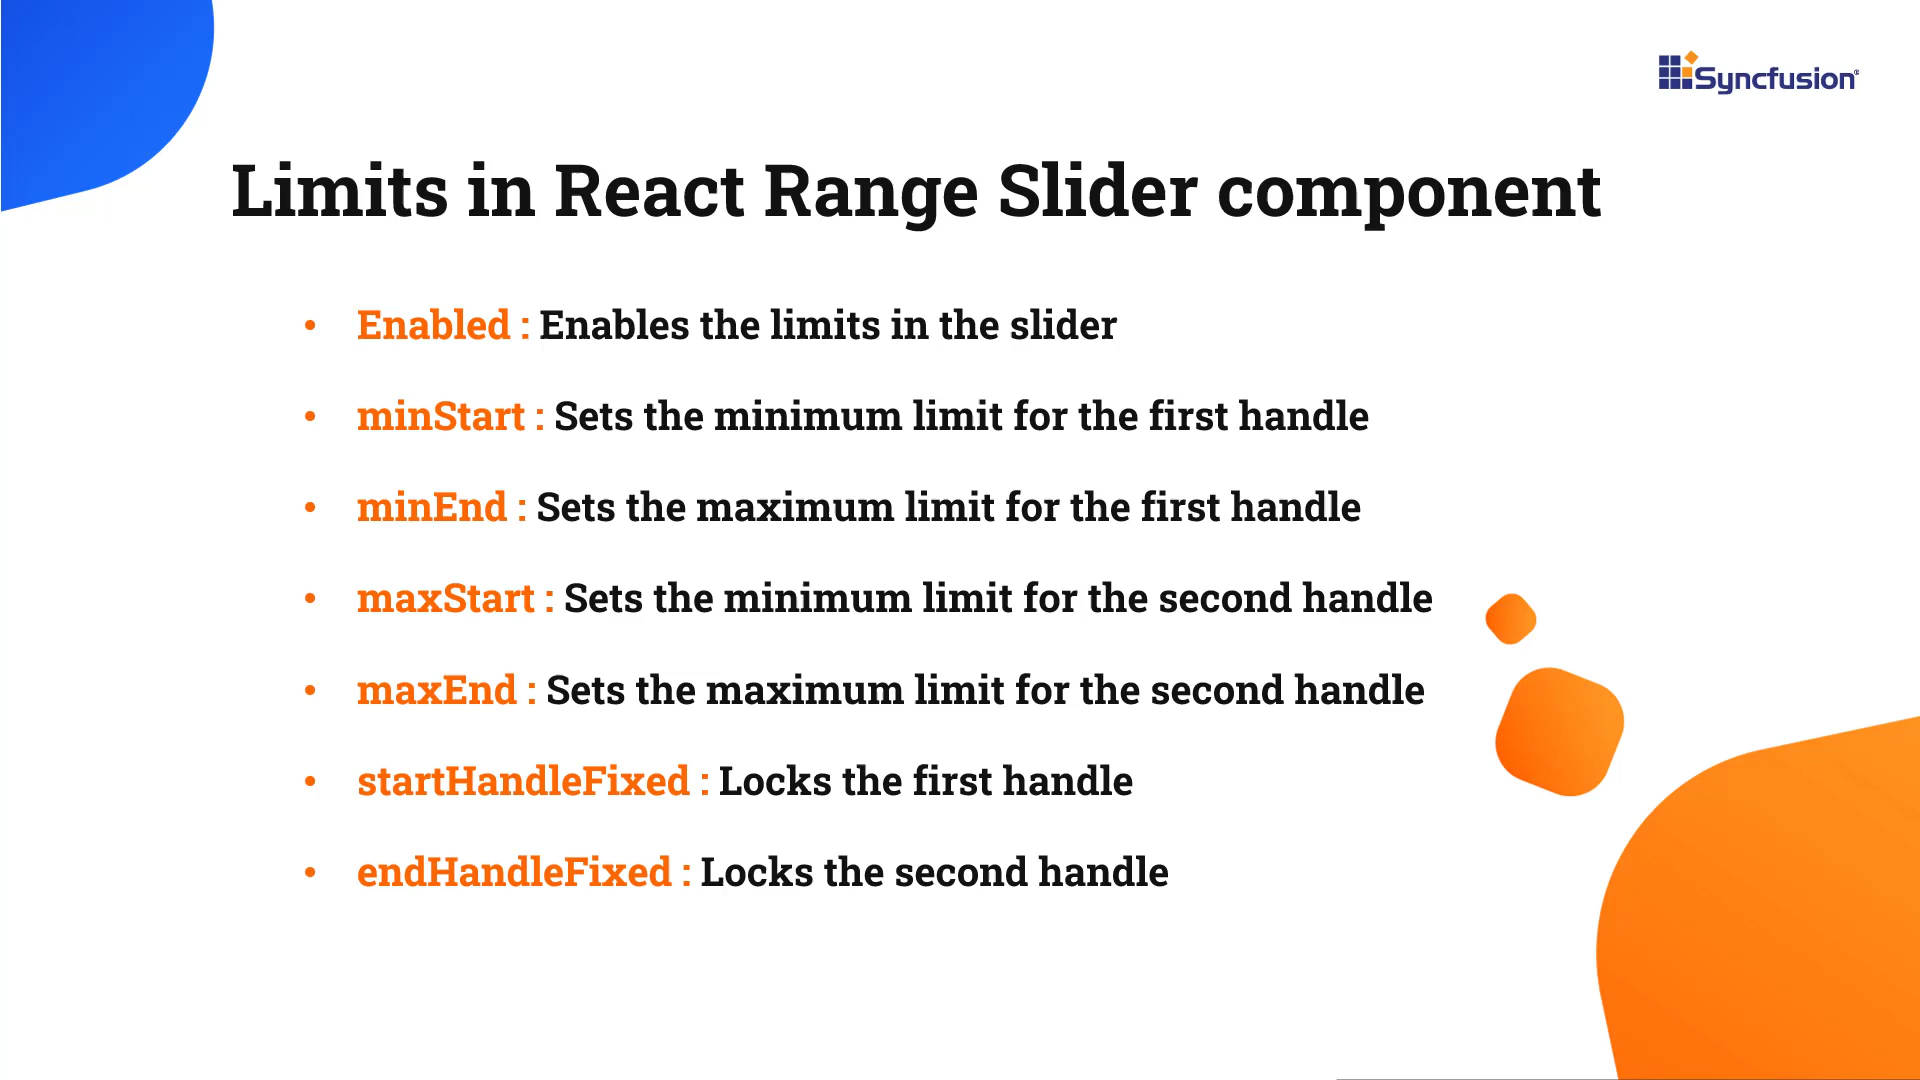 Syncfusion®
Limits in React Range Slider component
• Enabled : Enables the limits in the slider
• minStart : Sets the minimum limit for the first handle
• minEnd : Sets the maximum limit for the first handle
• maxStart : Sets the minimum limit for the second handle
• maxEnd : Sets the maximum limit for the second handle
• startHandleFixed : Locks the first handle
• endHandleFixed : Locks the second handle